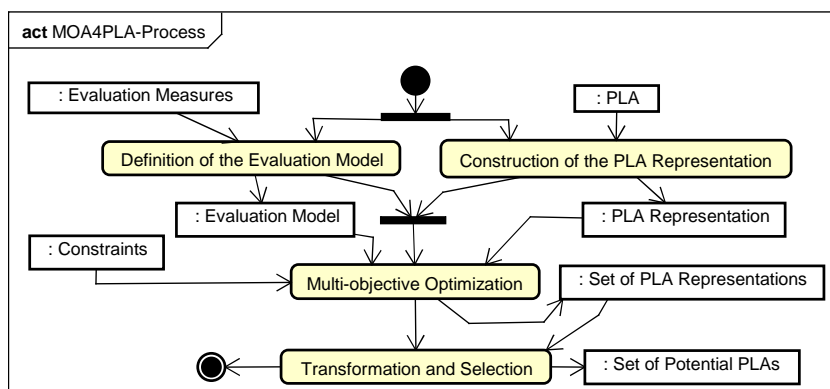 act MOA4PLA-Process
: Evaluation Measures
: PLA
Definition of the Evaluation Model
Construction of the PLA Representation
: Evaluation Model
: PLA Representation
: Constraints
Multi-objective Optimization
: Set of PLA Representations
Transformation and Selection
: Set of Potential PLAs